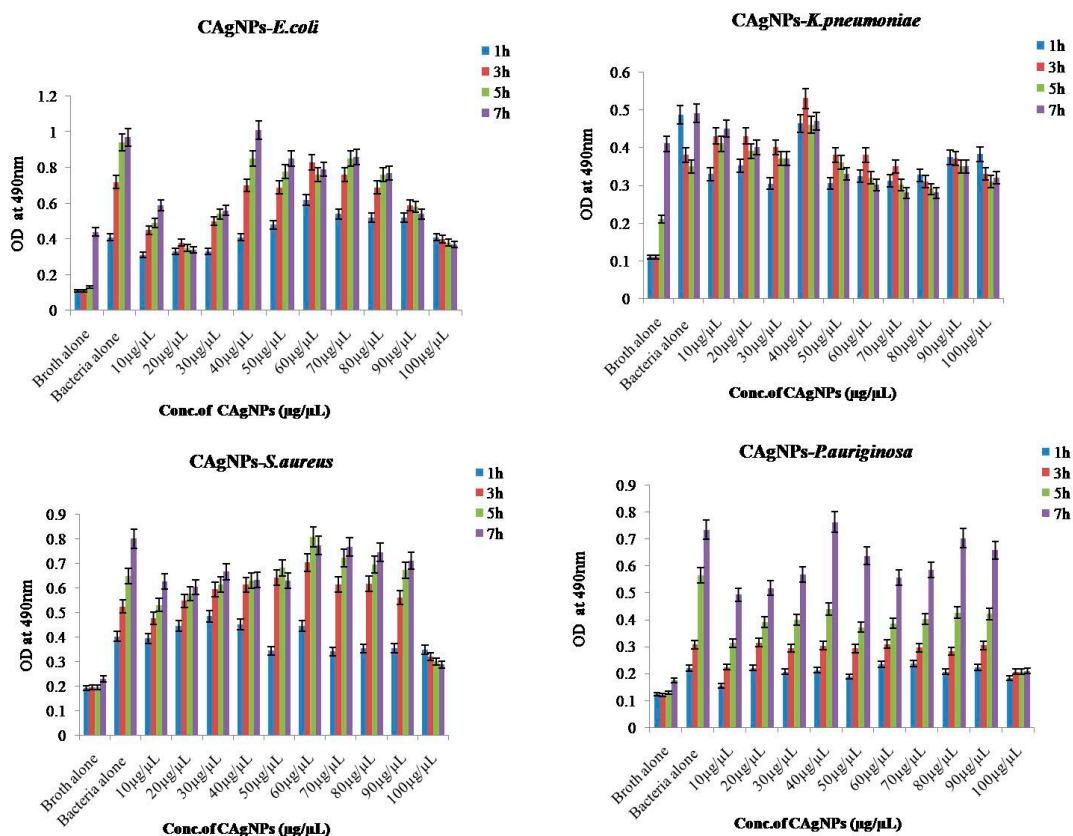 CAgNPs-E.coli
1h
3h
5h
7h
1.2
1
0.8
0.6
0.4
0.2
0
OD at 490nm
Broth alone
Bacteria alone
10µg/µL
20µg/µL
30µg/µL
40µg/µL
50µg/µL
60µg/µL
70µg/µL
80µg/µL
90µg/µL
100µg/µL
Conc.of CAgNPs (µg/µL)
CAgNPs-K.pneumoniae
1h
3h
5h
7h
0.6
0.5
0.4
0.3
0.2
0.1
0
OD at 490nm
Broth alone
Bacteria alone
10µg/µL
20µg/µL
30µg/µL
40µg/µL
50µg/µL
60µg/µL
70µg/µL
80µg/µL
90µg/µL
100µg/µL
Conc.of CAgNPs (µg/µL)
CAgNPs-S.aureus
1h
3h
5h
7h
0.9
0.8
0.7
0.6
0.5
0.4
0.3
0.2
0.1
0
OD at 490nm
Broth alone
Bacteria alone
10µg/µL
20µg/µL
30µg/µL
40µg/µL
50µg/µL
60µg/µL
70µg/µL
80µg/µL
90µg/µL
100µg/µL
Conc.of CAgNPs (µg/µL)
CAgNPs-P.auriginosa
1h
3h
5h
7h
0.9
0.8
0.7
0.6
0.5
0.4
0.3
0.2
0.1
0
OD at 490nm
Broth alone
Bacteria alone
10µg/µL
20µg/µL
30µg/µL
40µg/µL
50µg/µL
60µg/µL
70µg/µL
80µg/µL
90µg/µL
100µg/µL
Conc.of CAgNPs (µg/µL)